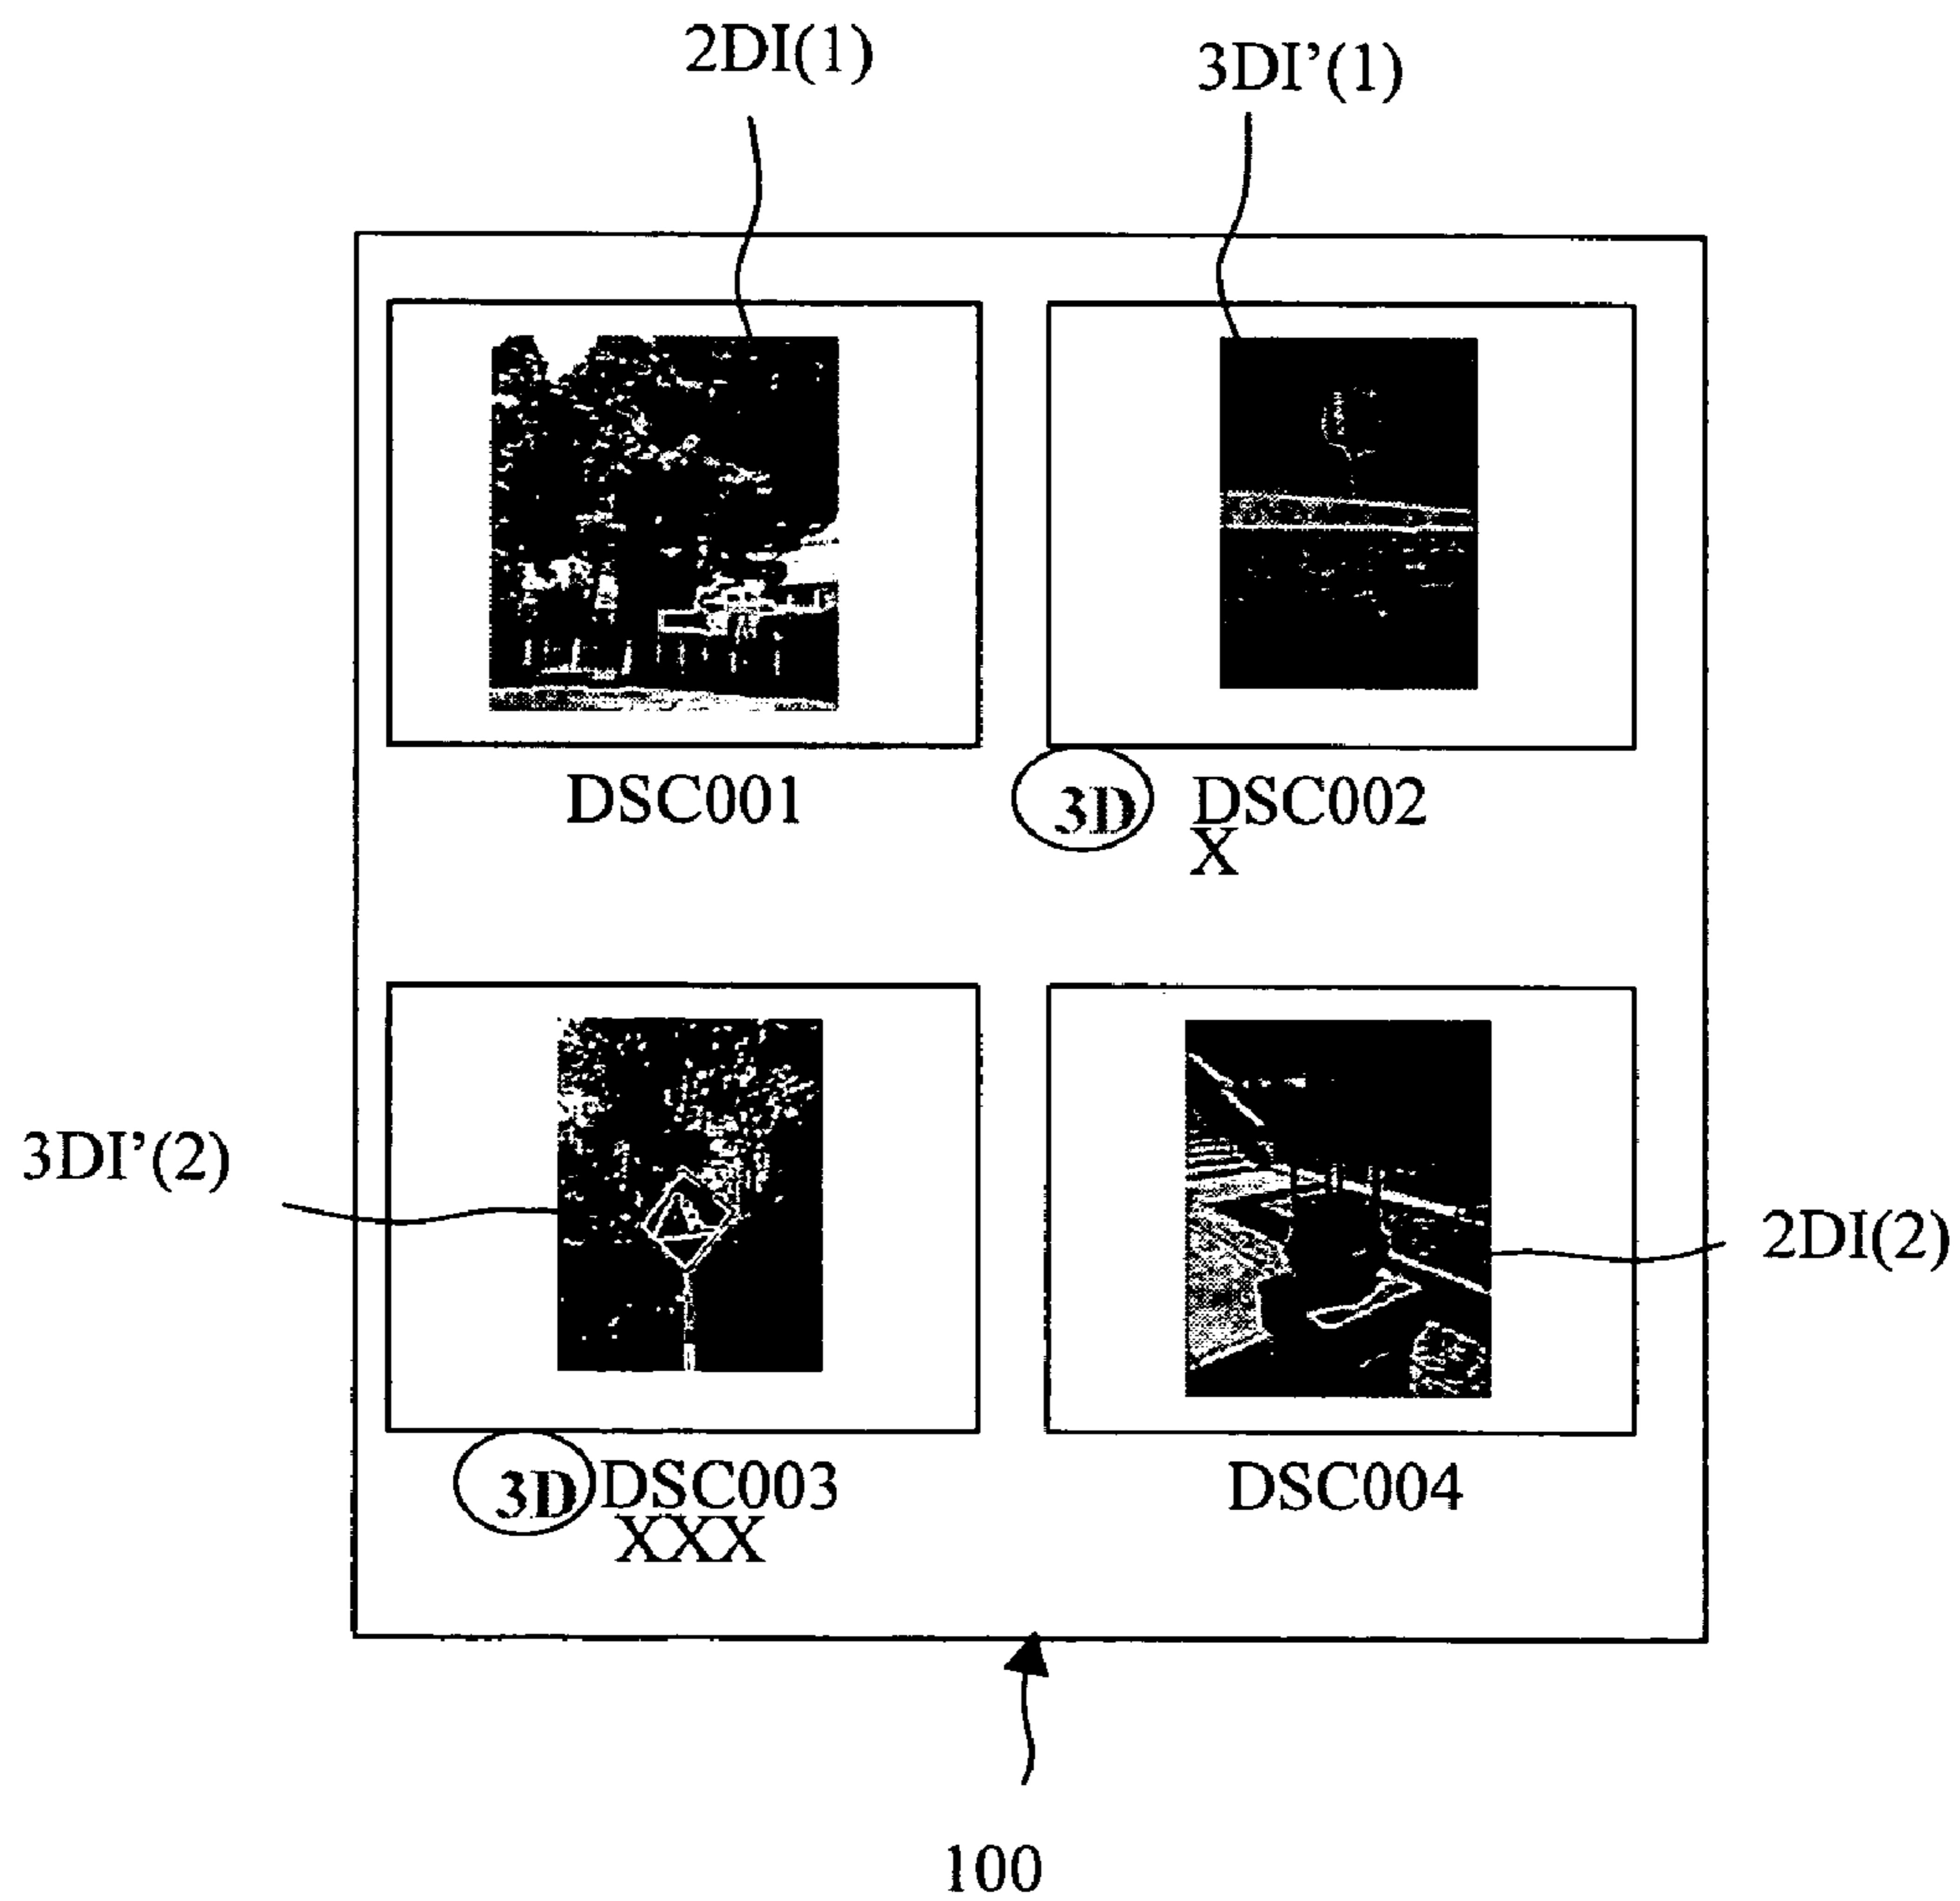 2DI(1)
3DI’(1)
DSC001
3D DSC002
X
3DI’(2)
2DI(2)
3D DSC003
XXX
DSC004
100